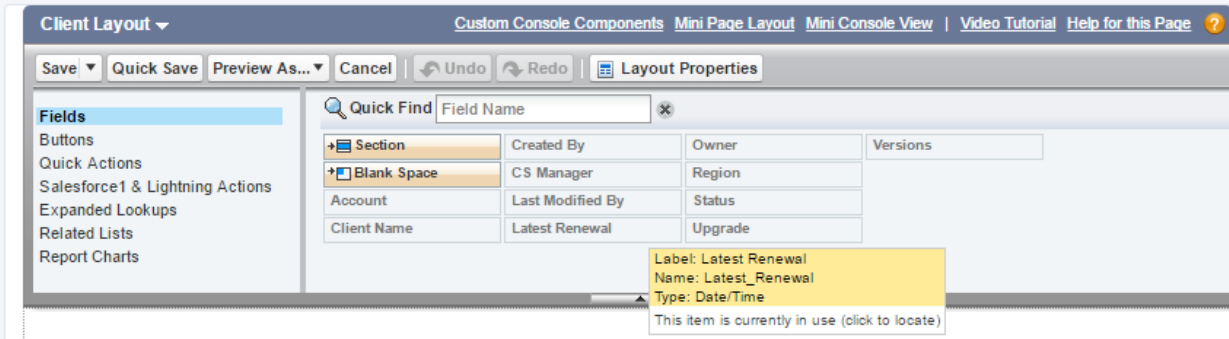 Client Layout
Custom Console Components Mini Page Layout Mini Console View | Video Tutorial Help for this Page ?
Save Quick Save Preview As... Cancel Undo Redo Layout Properties
Fields
Buttons
Quick Actions
Salesforce1 & Lightning Actions
Expanded Lookups
Related Lists
Report Charts
Quick Find Field Name
Section Created By Owner Versions
Blank Space CS Manager Region
Account Last Modified By Status
Client Name Latest Renewal Upgrade
Label: Latest Renewal
Name: Latest_Renewal
Type: Date/Time
This item is currently in use (click to locate)